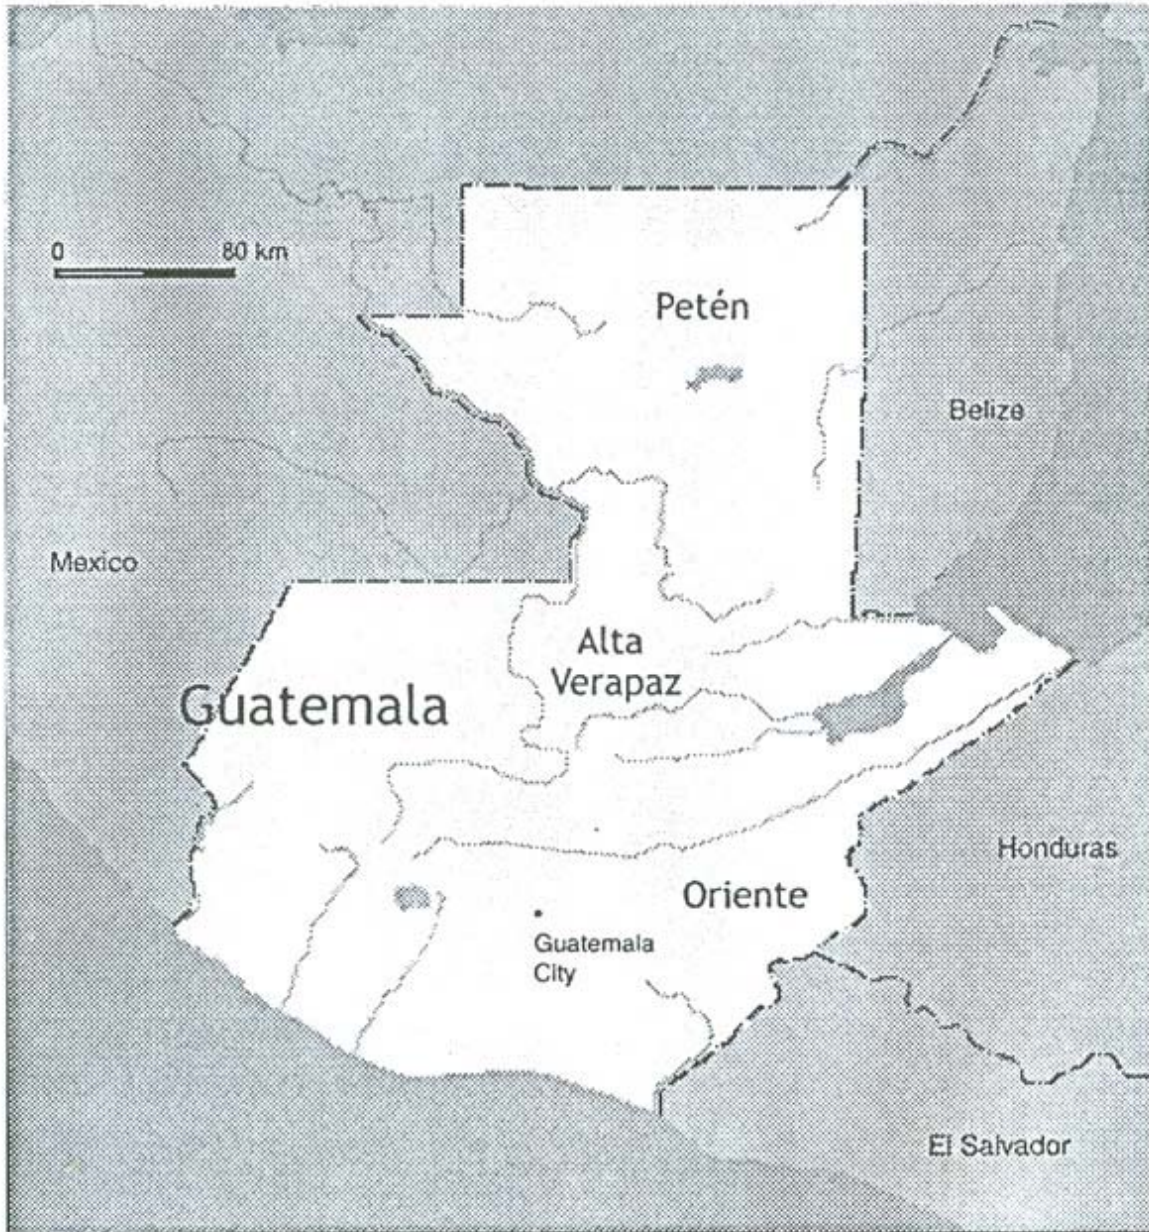 0 80 km
Petén
Belize
Mexico
Alta
Verapaz
Guatemala
Honduras
Oriente
Guatemala
City
El Salvador